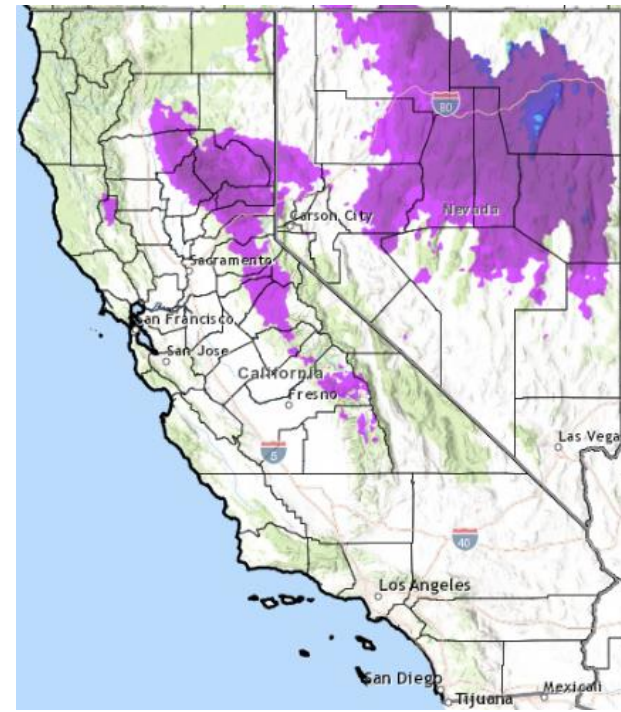 80
Nevada
Carson City
Sacramento
San Francisco
San Jose
California
Fresno
Las Vega
5
40
Los Angeles
San Diego
Tijuana
Mexicali